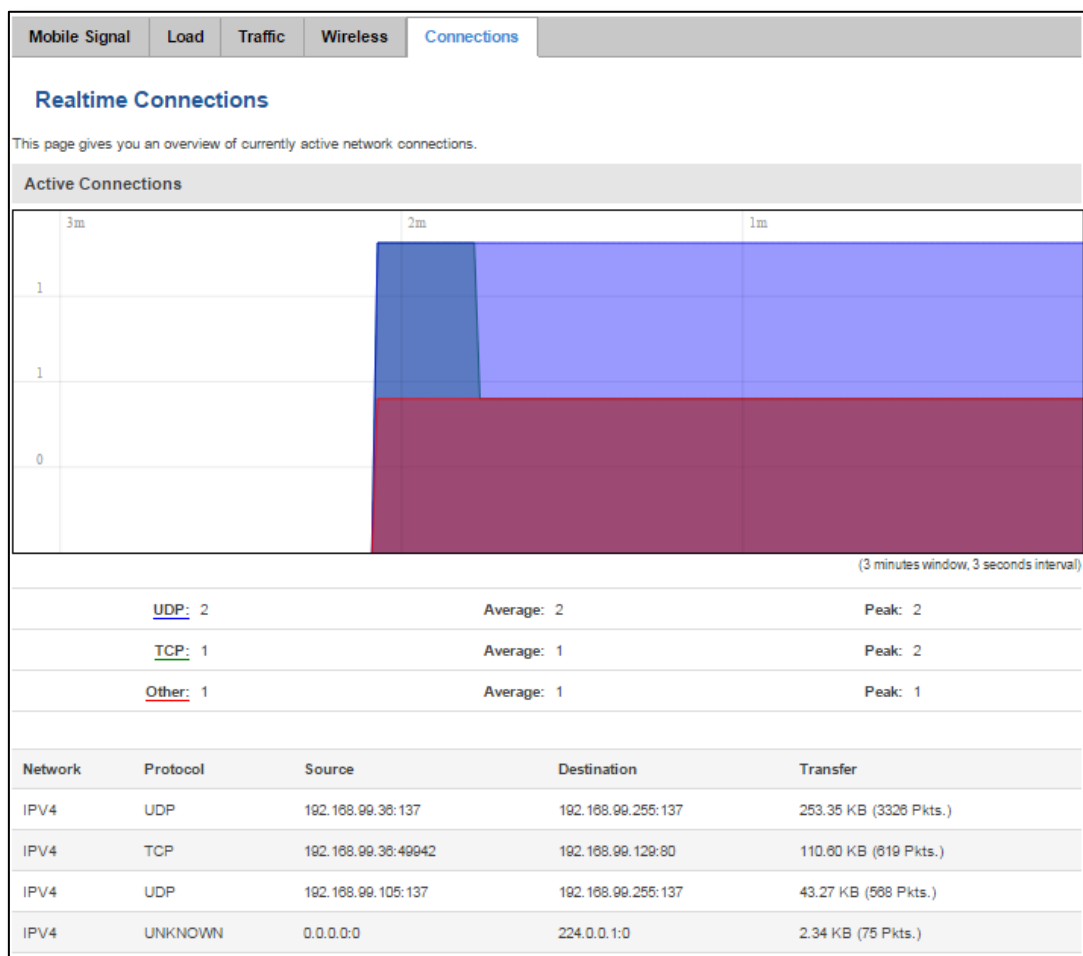 Mobile Signal Load Traffic Wireless Connections
Realtime Connections
This page gives you an overview of currently active network connections.
Active Connections
3m 2m 1m
1
1
0
(3 minutes window, 3 seconds interval)
UDP: 2 Average: 2 Peak: 2
TCP: 1 Average: 1 Peak: 2
Other: 1 Average: 1 Peak: 1
Network Protocol Source Destination Transfer
IPV4 UDP 192.168.99.36:137 192.168.99.255:137 253.35 KB (3326 Pkts.)
IPV4 TCP 192.168.99.36:49942 192.168.99.129:80 110.60 KB (619 Pkts.)
IPV4 UDP 192.168.99.105:137 192.168.99.255:137 43.27 KB (568 Pkts.)
IPV4 UNKNOWN 0.0.0.0:0 224.0.0.1:0 2.34 KB (75 Pkts.)